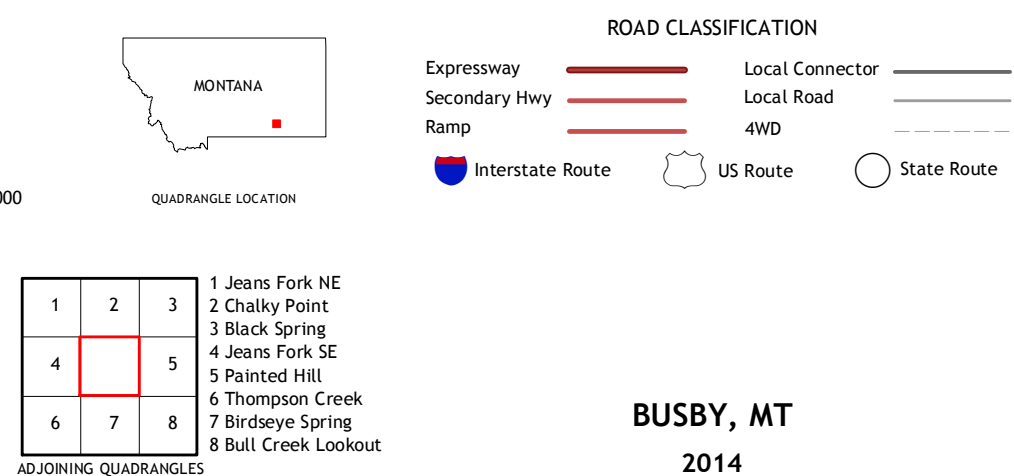 MONTANA
QUADRANGLE LOCATION
ROAD CLASSIFICATION
Expressway
Secondary Hwy
Ramp
Local Connector
Local Road
4WD
Interstate Route
US Route
State Route
000
1
2
3
4
5
6
7
8
1 Jeans Fork NE
2 Chalky Point
3 Black Spring
4 Jeans Fork SE
5 Painted Hill
6 Thompson Creek
7 Birdseye Spring
8 Bull Creek Lookout
ADJOINING QUADRANGLES
BUSBY, MT
2014